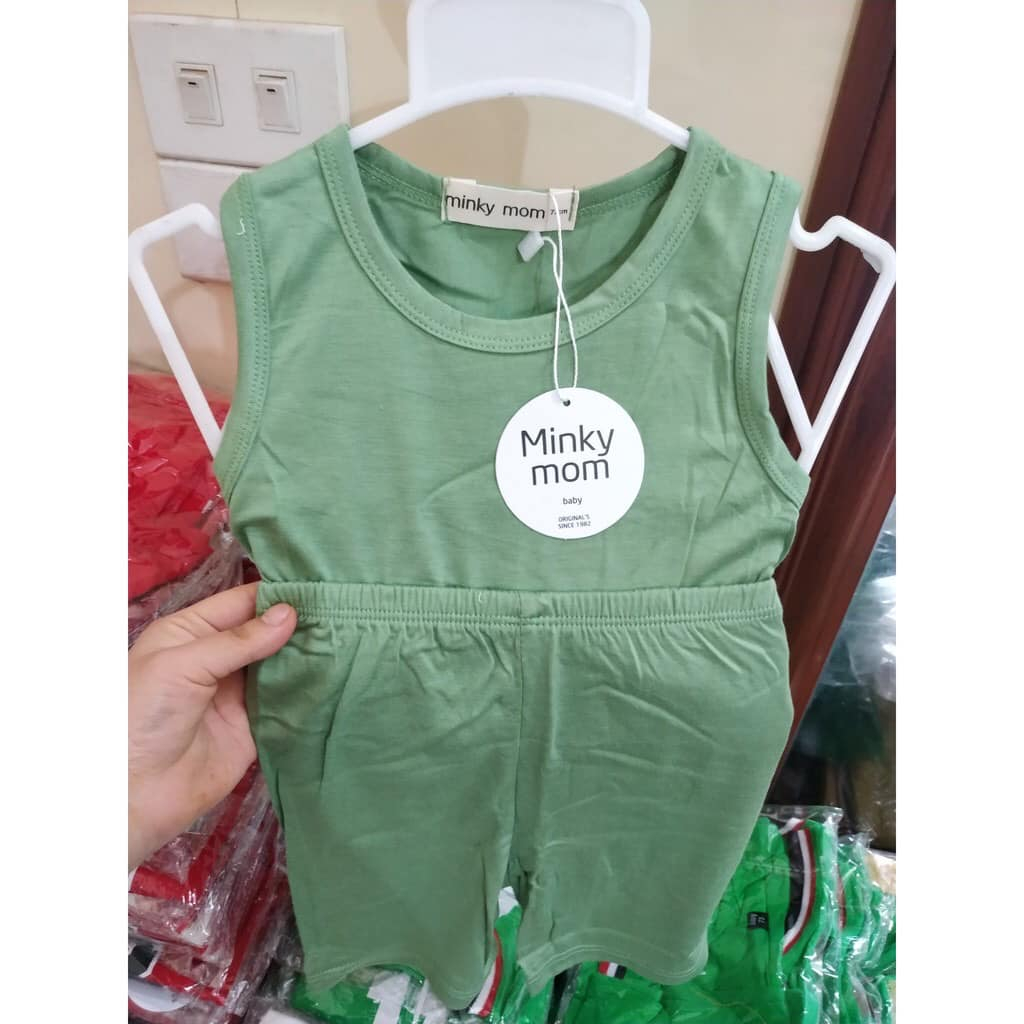 minky mom
Minky
mom
baby
ORIGINAL'S
SINCE 1982